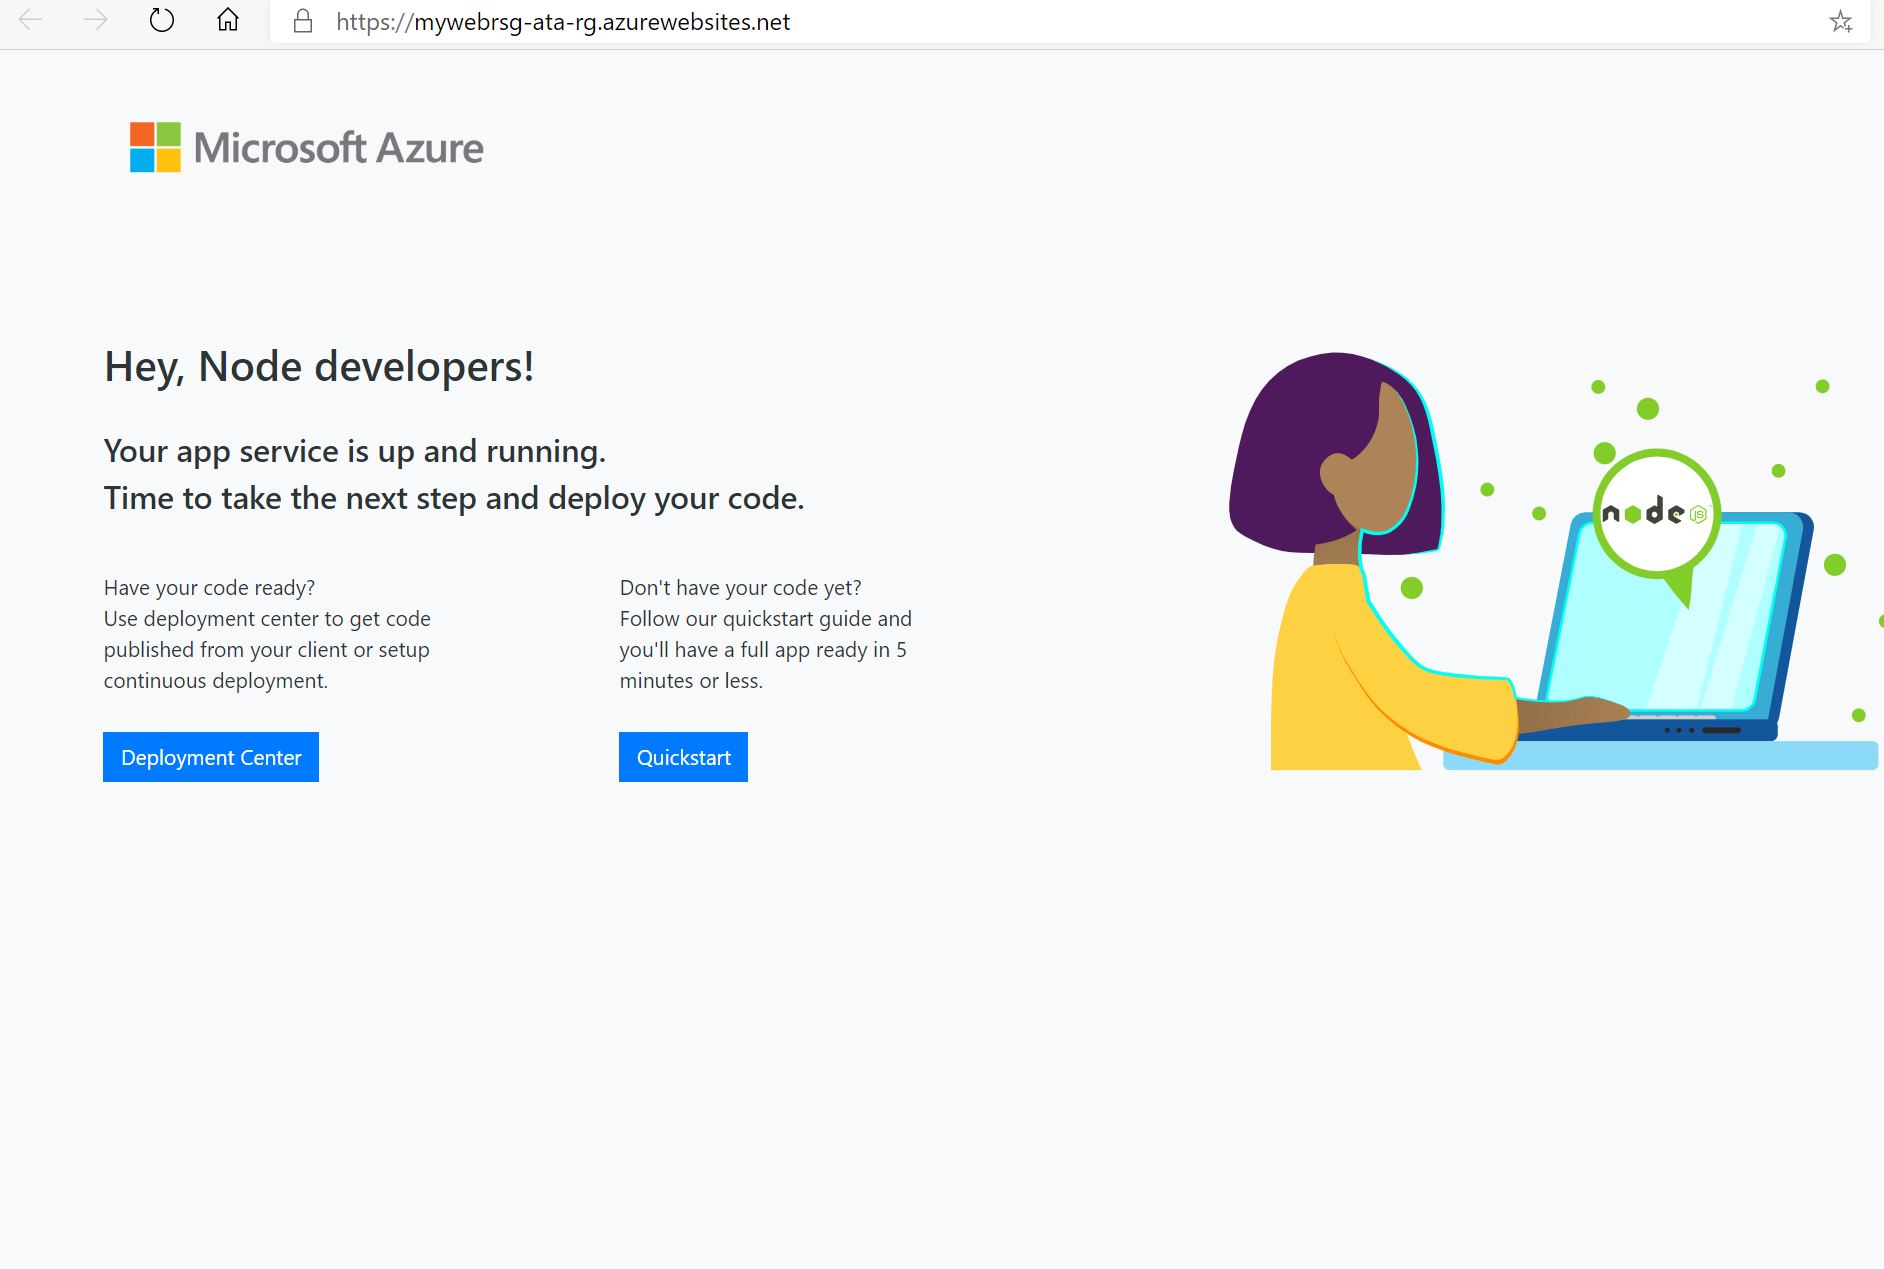 https://mywebrsg-ata-rg.azurewebsites.net
Microsoft Azure
Hey, Node developers!
Your app service is up and running.
Time to take the next step and deploy your code.
Have your code ready?
Use deployment center to get code
published from your client or setup
continuous deployment.
Deployment Center
Don't have your code yet?
Follow our quickstart guide and
you'll have a full app ready in 5
minutes or less.
Quickstart
node JS